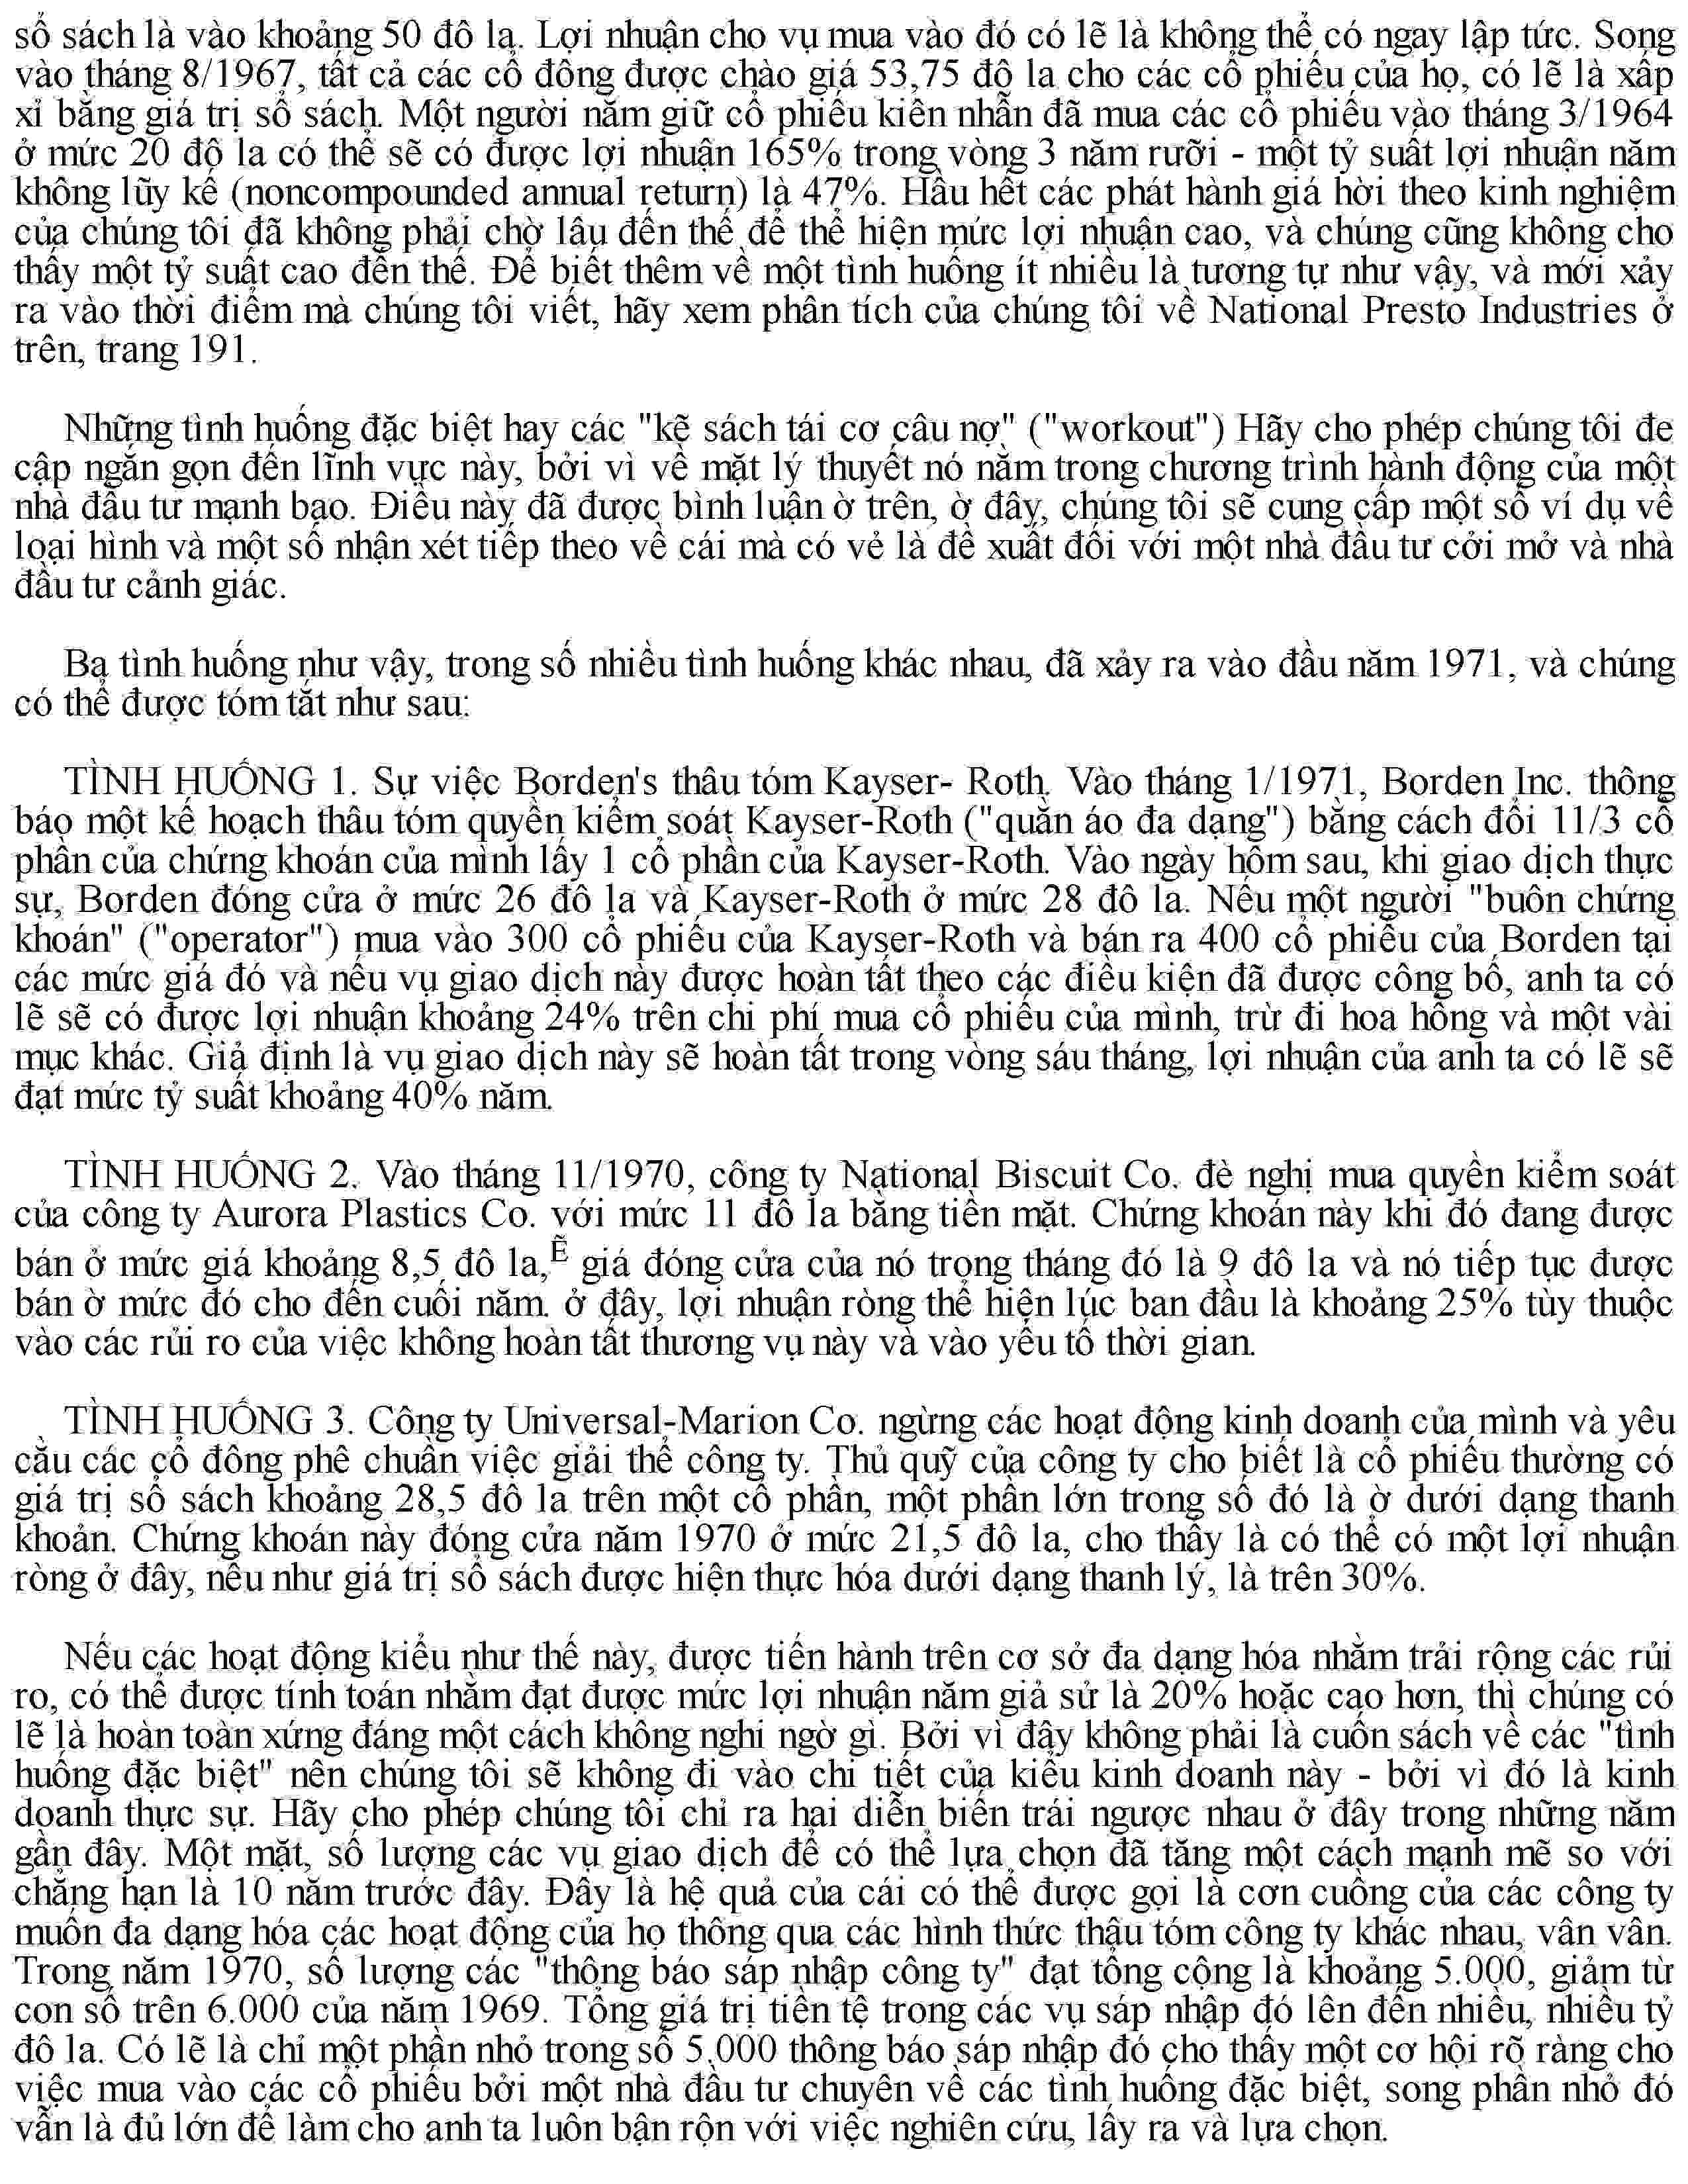 sổ sách là vào khoảng 50 đô la. Lợi nhuận cho vụ mua vào đó có lẽ là không thể có ngay lập tức. Song
vào tháng 8/1967, tất cả các cổ đông được chào giá 53,75 đô la cho các cổ phiếu của họ, có lẽ là xấp
xỉ bằng giá trị sổ sách. Một người nắm giữ cổ phiếu kiên nhẫn đã mua các cổ phiếu vào tháng 3/1964
ở mức 20 đô la có thể sẽ có được lợi nhuận 165% trong vòng 3 năm rưỡi - một tỷ suất lợi nhuận năm
không lũy kế (noncompounded annual return) là 47%. Hầu hết các phát hành giá hời theo kinh nghiệm
của chúng tôi đã không phải chờ lâu đến thế để thể hiện mức lợi nhuận cao, và chúng cũng không cho
thấy một tỷ suất cao đến thế. Để biết thêm về một tình huống ít nhiều là tương tự như vậy, và mới xảy
ra vào thời điểm mà chúng tôi viết, hãy xem phân tích của chúng tôi về National Presto Industries ở
trên, trang 191.
Những tình huống đặc biệt hay các "kẽ sách tái cơ câu nợ" ("workout") Hãy cho phép chúng tôi đe
cập ngắn gọn đến lĩnh vực này, bởi vì về mặt lý thuyết nó nằm trong chương trình hành động của một
nhà đầu tư mạnh bạo. Điều này đã được bình luận ờ trên, ờ đây, chúng tôi sẽ cung cấp một số ví dụ về
loại hình và một số nhận xét tiếp theo về cái mà có vẻ là đề xuất đối với một nhà đầu tư cởi mở và nhà
đầu tư cảnh giác.
Ba tình huống như vậy, trong số nhiều tình huống khác nhau, đã xảy ra vào đầu năm 1971, và chúng
có thể được tóm tắt như sau:
TÌNH HUỐNG 1. Sự việc Borden's thâu tóm Kayser- Roth. Vào tháng 1/1971, Borden Inc. thông
báo một kế hoạch thâu tóm quyền kiểm soát Kayser-Roth ("quằn áo đa dạng") bằng cách đổi 11/3 cổ
phần của chứng khoán của mình lấy 1 cổ phần của Kayser-Roth. Vào ngày hôm sau, khi giao dịch thực
sự, Borden đóng cửa ở mức 26 đô la và Kayser-Roth ở mức 28 đô la. Nếu một người "buôn chứng
khoán" ("operator") mua vào 300 cổ phiếu của Kayser-Roth và bán ra 400 cổ phiếu của Borden tại
các mức giá đó và nếu vụ giao dịch này được hoàn tất theo các điều kiện đã được công bố, anh ta có
lẽ sẽ có được lợi nhuận khoảng 24% trên chi phí mua cổ phiếu của mình, trừ đi hoa hồng và một vài
mục khác. Giả định là vụ giao dịch này sẽ hoàn tất trong vòng sáu tháng, lợi nhuận của anh ta có lẽ sẽ
đạt mức tỷ suất khoảng 40% năm.
TÌNH HUỐNG 2. Vào tháng 11/1970, công ty National Biscuit Co. đè nghị mua quyền kiểm soát
của công ty Aurora Plastics Co. với mức 11 đô la bằng tiền mặt. Chứng khoán này khi đó đang được
bán ở mức giá khoảng 8,5 đô la,Ẽ giá đóng cửa của nó trong tháng đó là 9 đô la và nó tiếp tục được
bán ờ mức đó cho đến cuối năm. ở đây, lợi nhuận ròng thể hiện lúc ban đầu là khoảng 25% tùy thuộc
vào các rủi ro của việc không hoàn tất thương vụ này và vào yếu tố thời gian.
TÌNH HUỐNG 3. Công ty Universal-Marion Co. ngừng các hoạt động kinh doanh của mình và yêu
cầu các cổ đông phê chuẩn việc giải thể công ty. Thủ quỹ của công ty cho biết là cổ phiếu thường có
giá trị sổ sách khoảng 28,5 đô la trên một cổ phần, một phần lớn trong số đó là ở dưới dạng thanh
khoản. Chứng khoán này đóng cửa năm 1970 ở mức 21,5 đô la, cho thấy là có thể có một lợi nhuận
ròng ở đây, nếu như giá trị sổ sách được hiện thực hóa dưới dạng thanh lý, là trên 30%.
Nếu các hoạt động kiểu như thế này, được tiến hành trên cơ sở đa dạng hóa nhằm trải rộng các rủi
ro, có thể được tính toán nhằm đạt được mức lợi nhuận năm giả sử là 20% hoặc cao hơn, thì chúng có
lẽ là hoàn toàn xứng đáng một cách không nghi ngờ gì. Bởi vì đây không phải là cuốn sách về các "tình
huống đặc biệt" nên chúng tôi sẽ không đi vào chi tiết của kiểu kinh doanh này - bởi vì đó là kinh
doanh thực sự. Hãy cho phép chúng tôi chỉ ra hai diễn biến trái ngược nhau ở đây trong những năm
gần đây. Một mặt, số lượng các vụ giao dịch để có thể lựa chọn đã tăng một cách mạnh mẽ so với
chẳng hạn là 10 năm trước đây. Đây là hệ quả của cái có thể được gọi là cơn cuồng của các công ty
muốn đa dạng hóa các hoạt động của họ thông qua các hình thức thâu tóm công ty khác nhau, vân vân.
Trong năm 1970, số lượng các "thông báo sáp nhập công ty" đạt tổng cộng là khoảng 5.000, giảm từ
con số trên 6.000 của năm 1969. Tổng giá trị tiền tệ trong các vụ sáp nhập đó lên đến nhiều, nhiều tỷ
đô la. Có lẽ là chỉ một phần nhỏ trong số 5.000 thông báo sáp nhập đó cho thấy một cơ hội rõ ràng cho
việc mua vào các cổ phiếu bởi một nhà đầu tư chuyên về các tình huống đặc biệt, song phần nhỏ đó
vẫn là đủ lớn để làm cho anh ta luôn bận rộn với việc nghiên cứu, lấy ra và lựa chọn.